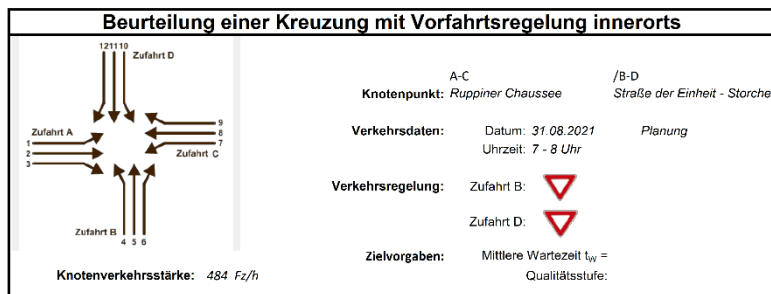 Beurteilung einer Kreuzung mit Vorfahrtsregelung innerorts
121110
Zufahrt D
Zufahrt A
1
2
3
9
8
7
Zufahrt C
Zufahrt B
4 5 6
Knotenverkehrsstärke: 484 Fz/h
A-C /B-D
Knotenpunkt: Ruppiner Chaussee Straße der Einheit - Storche
Verkehrsdaten: Datum: 31.08.2021 Planung
Uhrzeit: 7 - 8 Uhr
Verkehrsregelung: Zufahrt B:
Zufahrt D:
Zielvorgaben: Mittlere Wartezeit tW =
Qualitätsstufe: